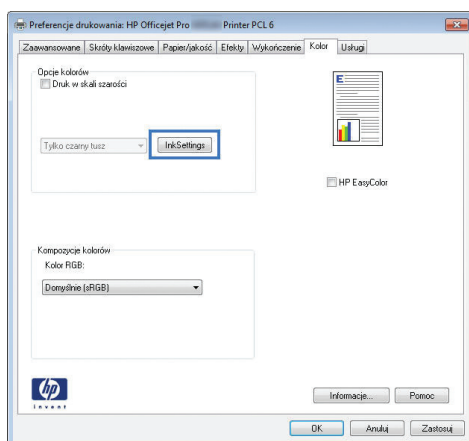 Preferencje drukowania: HP Officejet Pro Printer PCL 6
Zaawansowane Skróty klawiszowe Papier/jakość Efekty Wykończenie Kolor Usługi
Opcje kolorów
Druk w skali szarości
E
Tylko czarny tusz InkSettings
HP EasyColor
Kompozycje kolorów
Kolor RGB:
Domyślnie (sRGB)
hp
invent
Informacje... Pomoc
OK Anuluj Zastosuj